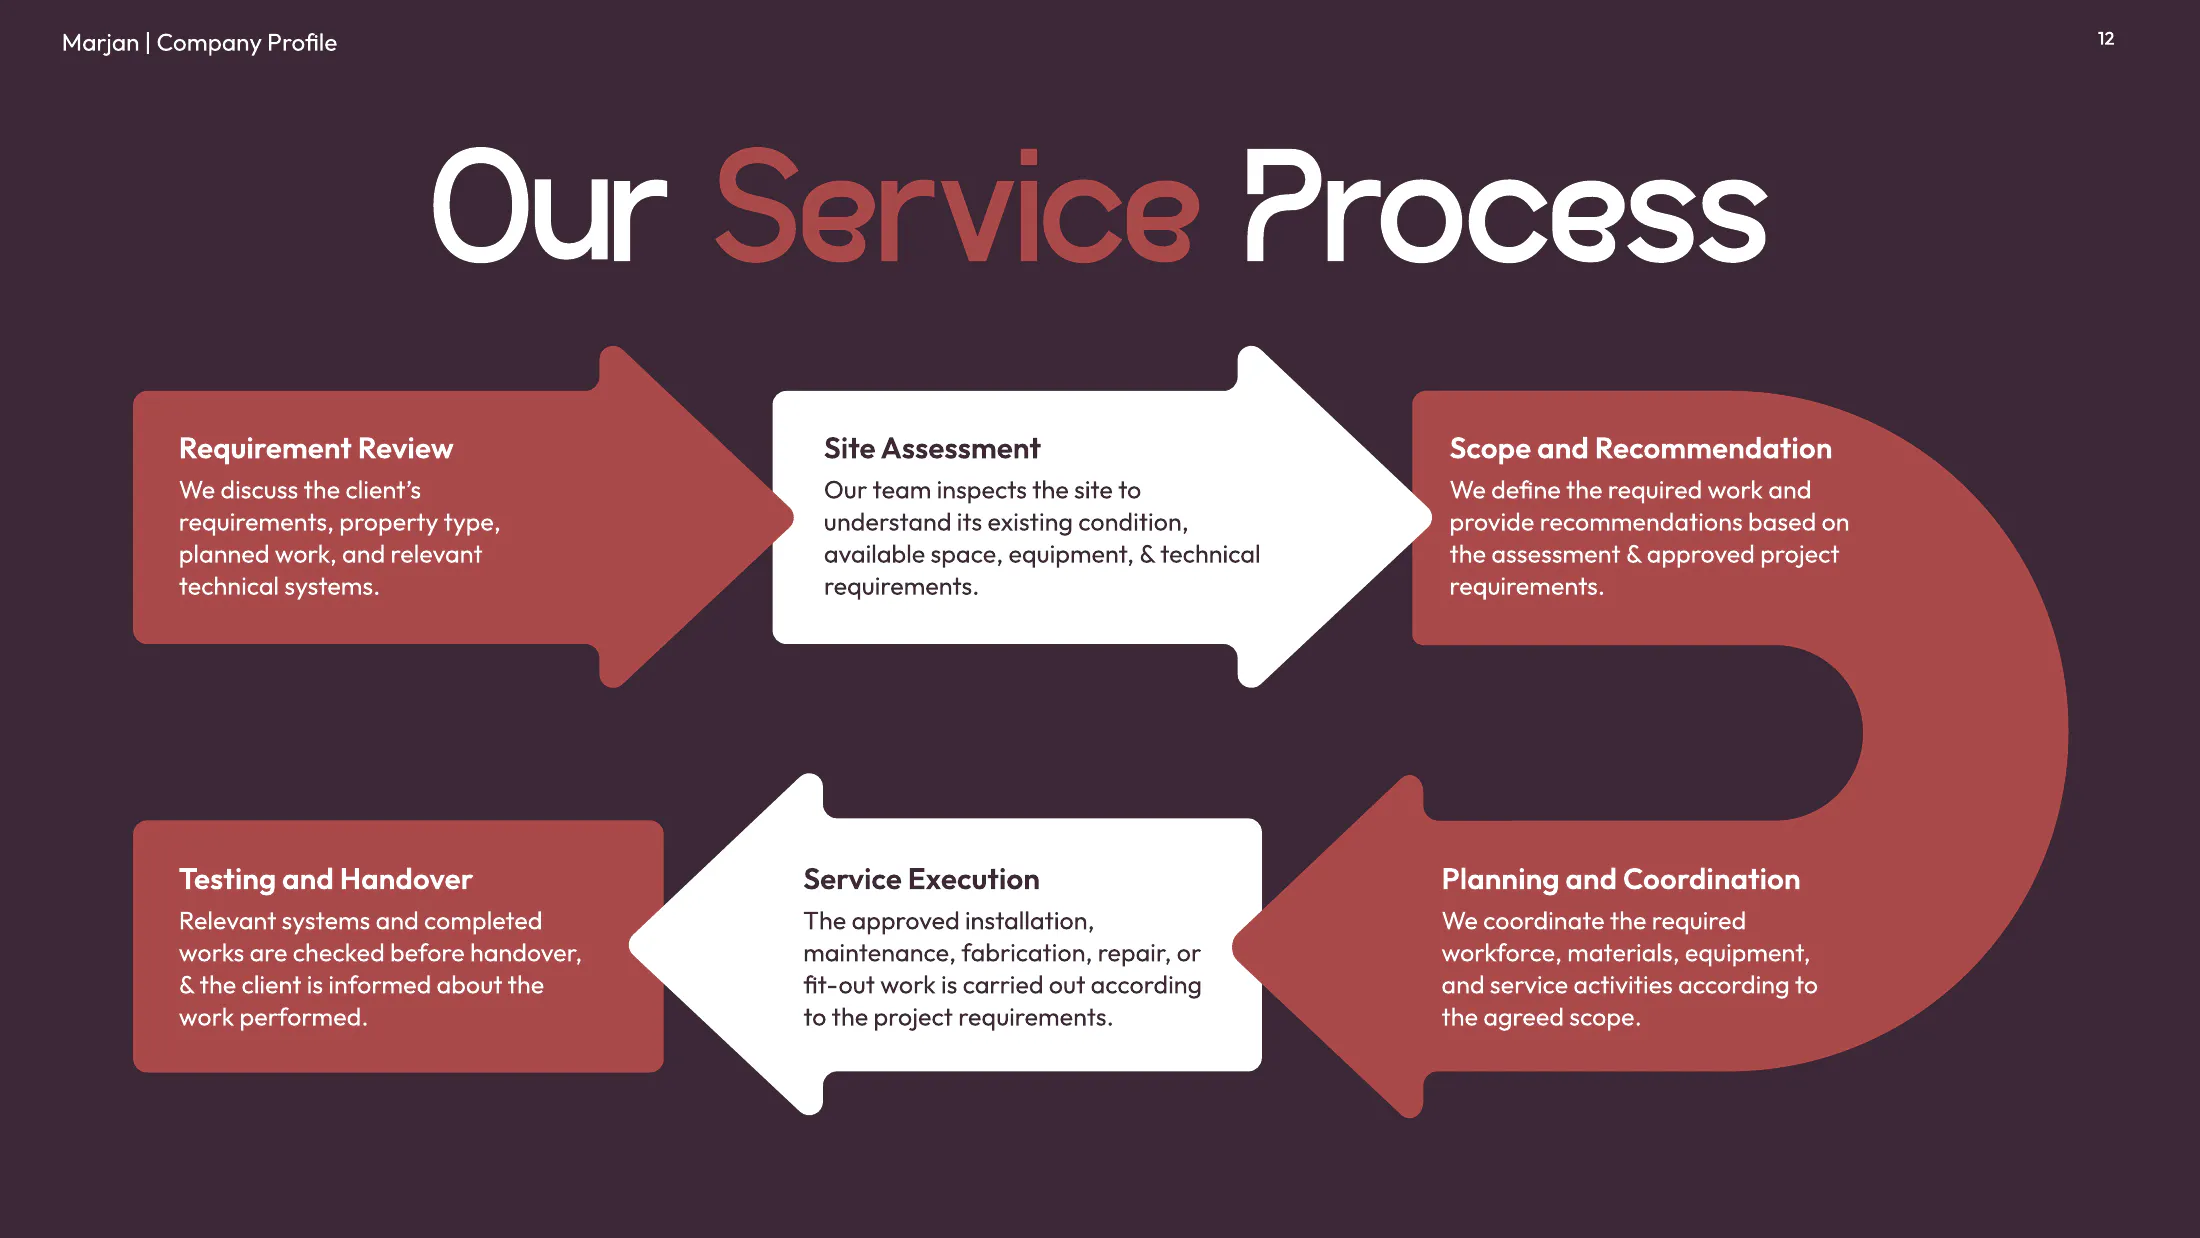 Marjan | Company Profile
12
Our Service Process
Requirement Review
We discuss the client's
requirements, property type,
planned work, and relevant
technical systems.
Site Assessment
Our team inspects the site to
understand its existing condition,
available space, equipment, & technical
requirements.
Scope and Recommendation
We define the required work and
provide recommendations based on
the assessment & approved project
requirements.
Planning and Coordination
We coordinate the required
workforce, materials, equipment,
and service activities according to
the agreed scope.
Service Execution
The approved installation,
maintenance, fabrication, repair, or
fit-out work is carried out according
to the project requirements.
Testing and Handover
Relevant systems and completed
works are checked before handover,
& the client is informed about the
work performed.